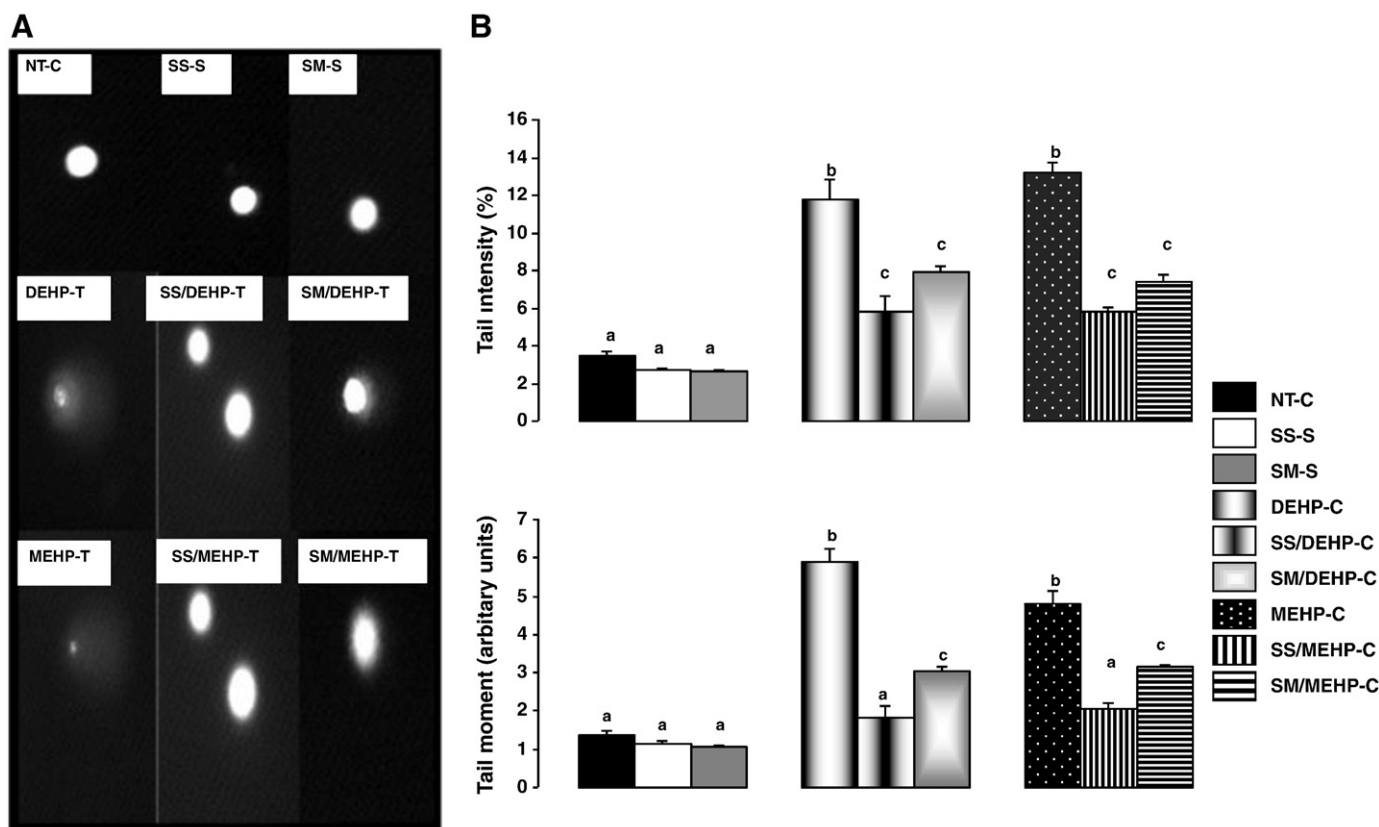 A
NT-C SS-S SM-S
DEHP-T SS/DEHP-T SM/DEHP-T
MEHP-T SS/MEHP-T SM/MEHP-T
B
Tail intensity (%)
16
14
12
10
8
6
4
2
0
a a a b c c b c c
Tail moment (arbitary units)
7
6
5
4
3
2
1
0
a a a b a c b a c
NT-C
SS-S
SM-S
DEHP-C
SS/DEHP-C
SM/DEHP-C
MEHP-C
SS/MEHP-C
SM/MEHP-C